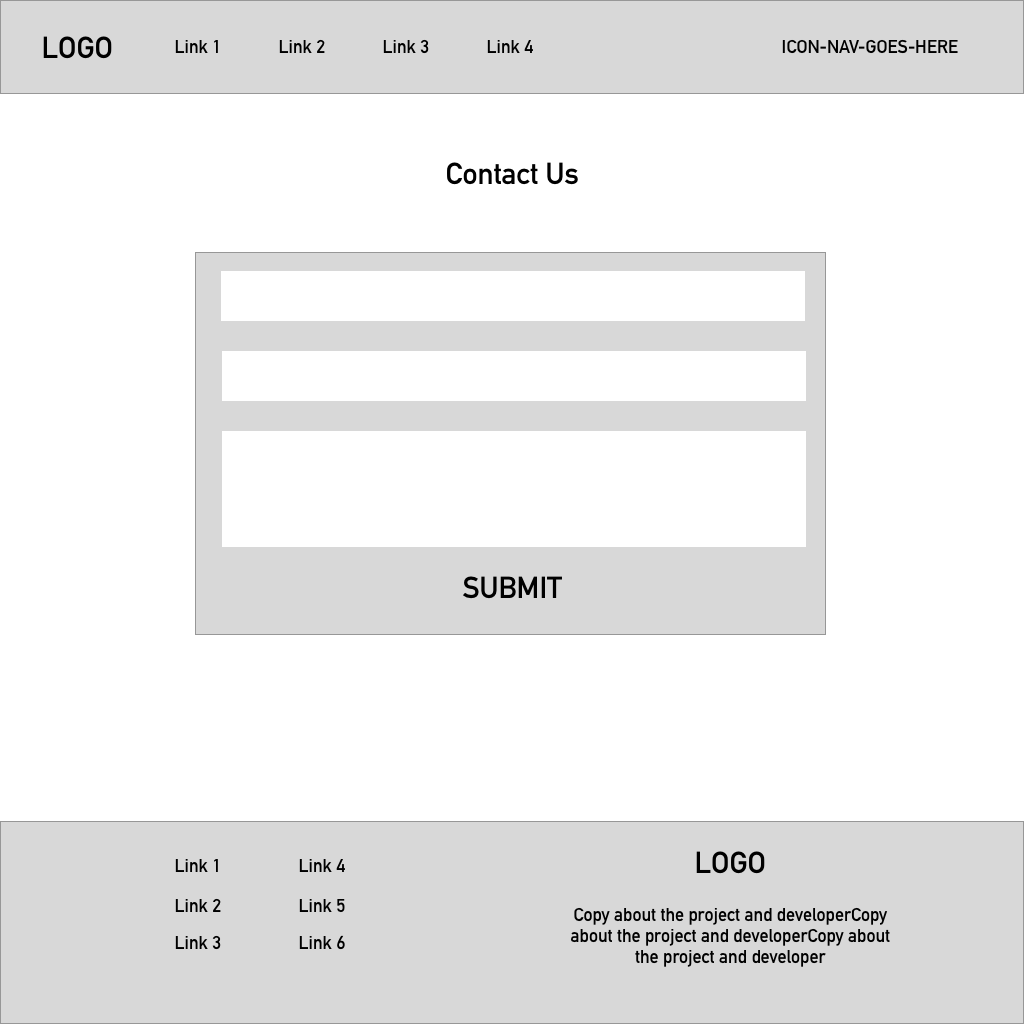 LOGO
Link 1
Link 2
Link 3
Link 4
ICON-NAV-GOES-HERE
Contact Us
SUBMIT
Link 1
Link 2
Link 3
Link 4
Link 5
Link 6
LOGO
Copy about the project and developerCopy
about the project and developerCopy about
the project and developer